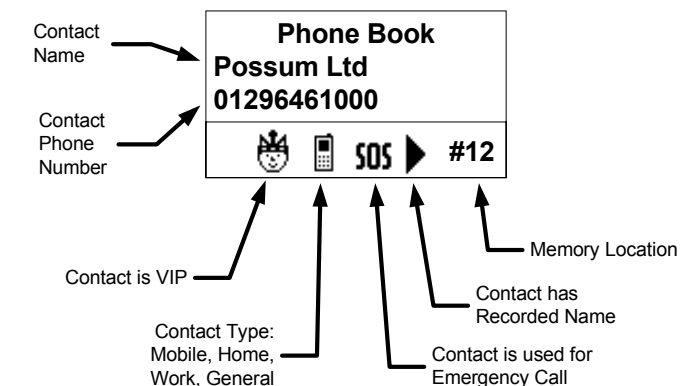 Contact
Name
Phone Book
Possum Ltd
01296461000
Contact
Phone
Number
SOS
#12
Memory Location
Contact is VIP
Contact has
Recorded Name
Contact Type:
Mobile, Home,
Work, General
Contact is used for
Emergency Call